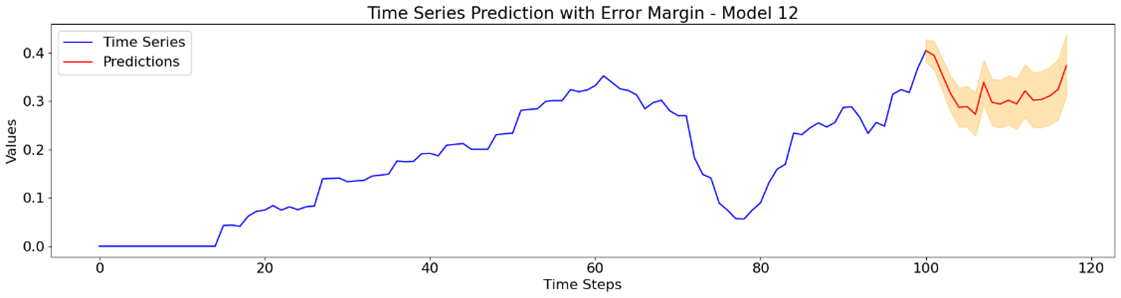 Time Series Prediction with Error Margin - Model 12
Time Series
Predictions
Values
0.4
0.3
0.2
0.1
0.0
0 20 40 60 80 100 120
Time Steps